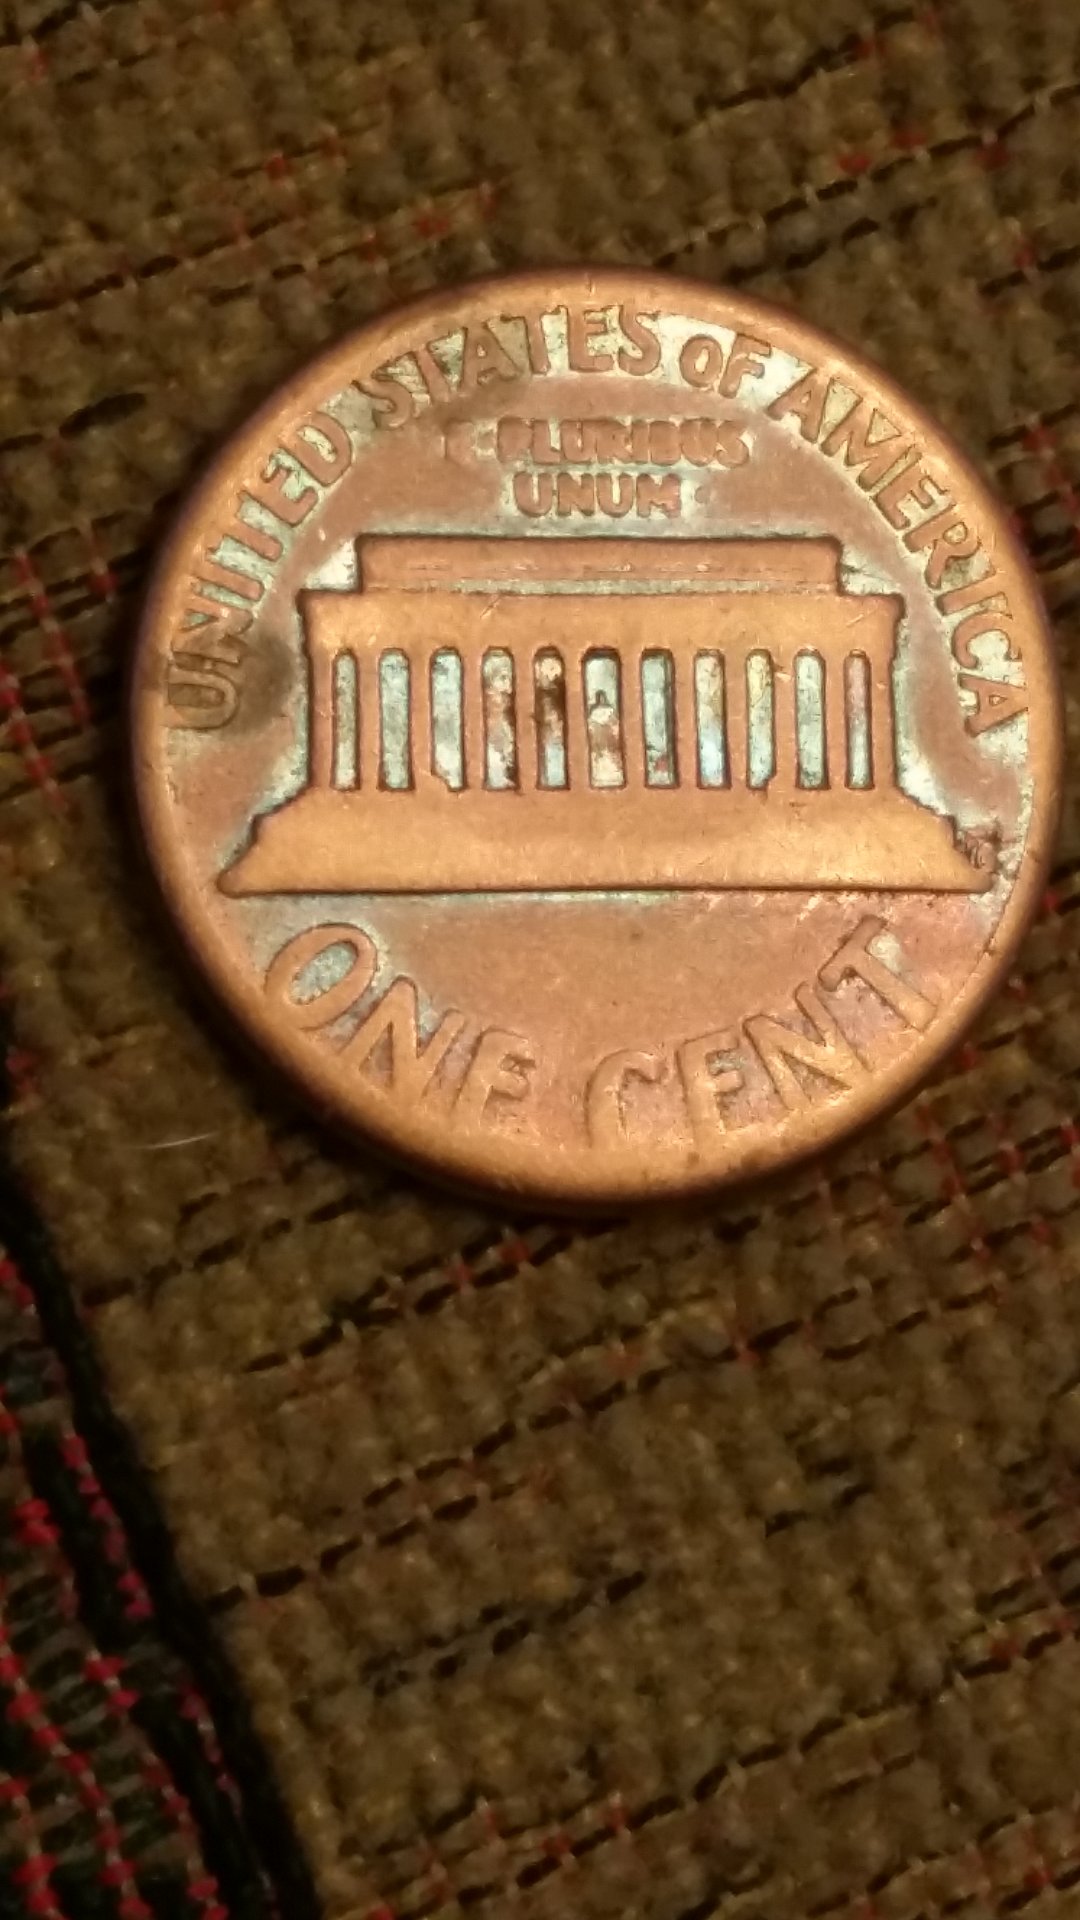 UNITED STATES OF AMERICA
E PLURIBUS
UNUM
ONE CENT